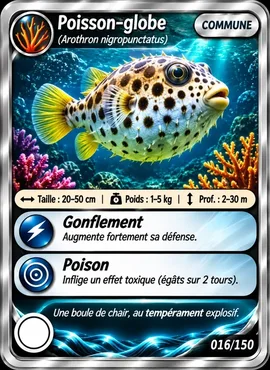 Poisson-globe
COMMUNE
(Arothron nigropunctatus)
Taille : 20-50 cm | Poids : 1-5 kg | Prof. : 2-30 m
Gonflement
Augmente fortement sa défense.
Poison
Inflige un effet toxique (égâts sur 2 tours).
Une boule de chair, au tempérament explosif.
016/150